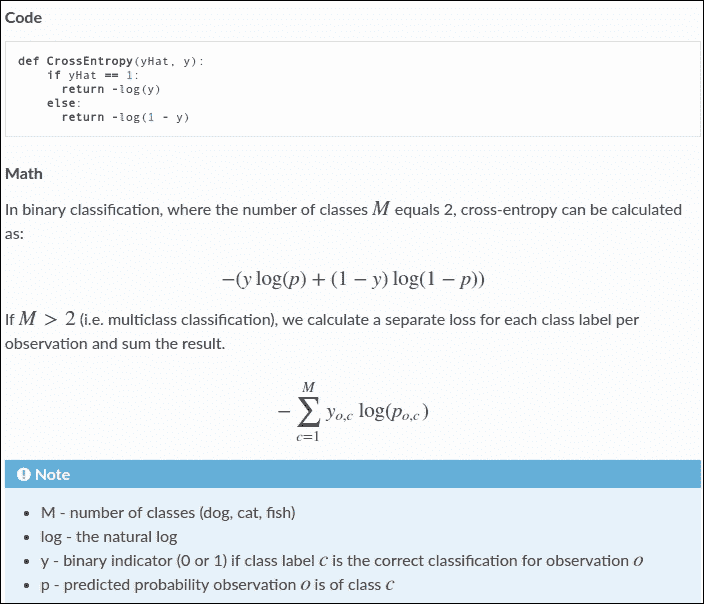 Code
def CrossEntropy(yHat, y):
    if yHat == 1:
      return -log(y)
    else:
      return -log(1 - y)
Math
In binary classification, where the number of classes M equals 2, cross-entropy can be calculated
as:
−(y log(p) + (1 − y) log(1 − p))
If M > 2 (i.e. multiclass classification), we calculate a separate loss for each class label per
observation and sum the result.
M
− ∑ yo,c log(po,c)
c=1
! Note
• M - number of classes (dog, cat, fish)
• log - the natural log
• y - binary indicator (0 or 1) if class label c is the correct classification for observation o
• p - predicted probability observation o is of class c